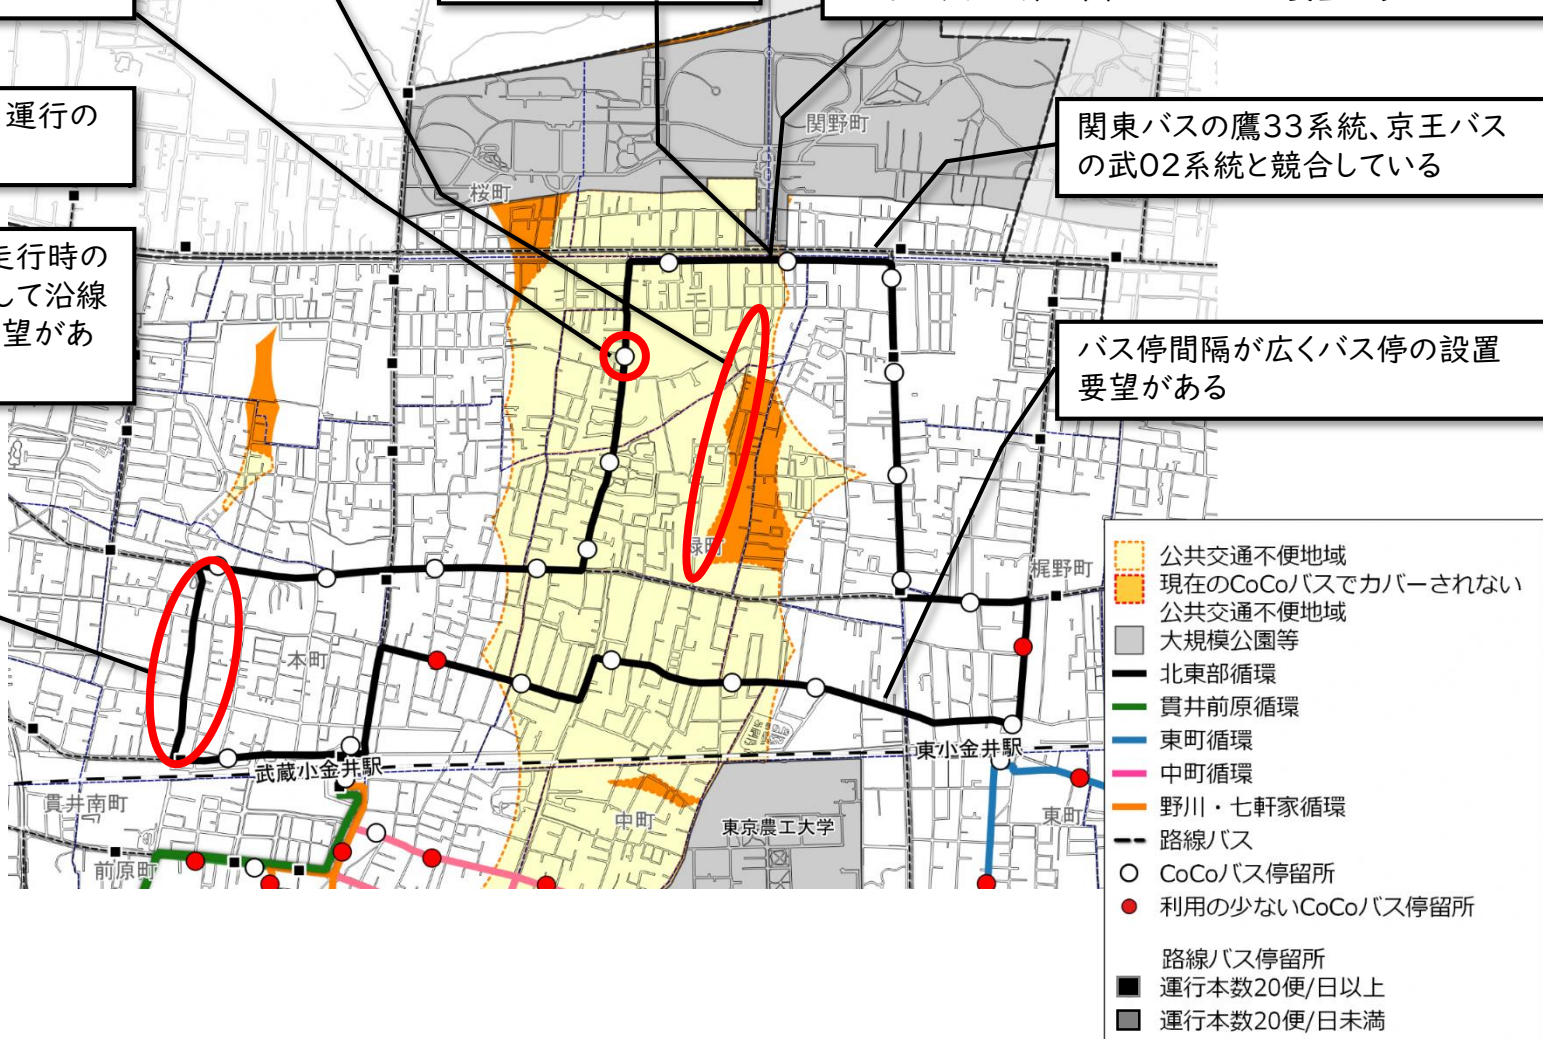 運行の
走行時の
して沿線
望があ
関東バスの鷹33系統、京王バス
の武02系統と競合している
バス停間隔が広くバス停の設置
要望がある
関野町
桜町
緑町
梶野町
本町
武蔵小金井駅
東小金井駅
貫井南町
前原町
中町
東京農工大学
東町
公共交通不便地域
現在のCoCoバスでカバーされない
公共交通不便地域
大規模公園等
北東部循環
貫井前原循環
東町循環
中町循環
野川・七軒家循環
路線バス
CoCoバス停留所
利用の少ないCoCoバス停留所
路線バス停留所
運行本数20便/日以上
運行本数20便/日未満